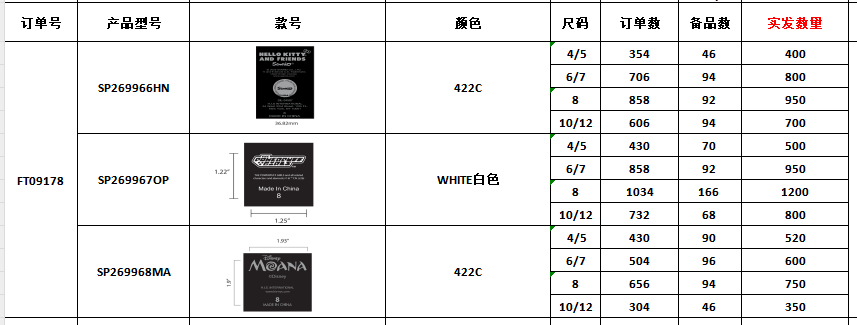 订单号 产品型号 款号 颜色 尺码 订单数 备品数 实发数量
FT09178
SP269966HN
HELLO KITTY
AND FRIENDS
36.82mm
422C
4/5 354 46 400
6/7 706 94 800
8 858 92 950
10/12 606 94 700
SP269967OP
1.22"
Made In China
8
1.25"
WHITE白色
4/5 430 70 500
6/7 858 92 950
8 1034 166 1200
10/12 732 68 800
SP269968MA
1.93"
Disney
MOANA
8
MADE IN CHINA
422C
4/5 430 90 520
6/7 504 96 600
8 656 94 750
10/12 304 46 350